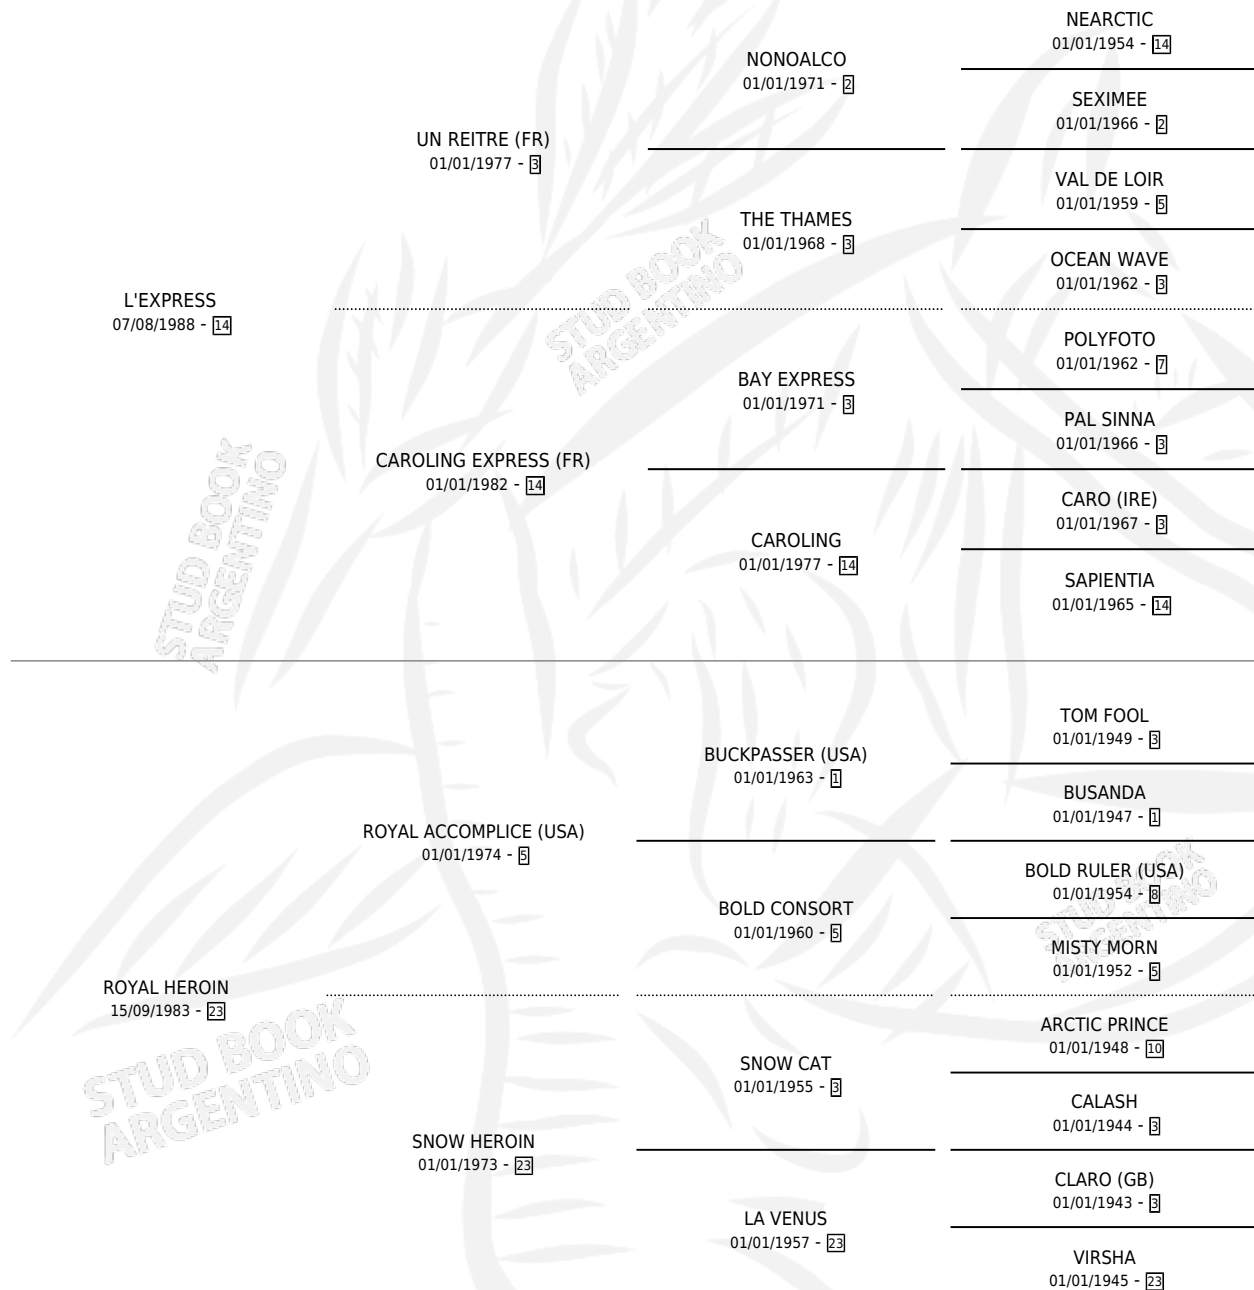 NEARCTIC
01/01/1954 - 14
NONOALCO
01/01/1971 - 2
SEXIMEE
01/01/1966 - 2
UN REITRE (FR)
01/01/1977 - 3
VAL DE LOIR
01/01/1959 - 5
THE THAMES
01/01/1968 - 3
OCEAN WAVE
01/01/1962 - 3
L'EXPRESS
07/08/1988 - 14
STUD BOOK
ARGENTINO
POLYFOTO
01/01/1962 - 7
BAY EXPRESS
01/01/1971 - 3
PAL SINNA
01/01/1966 - 3
CAROLING EXPRESS (FR)
01/01/1982 - 14
CARO (IRE)
01/01/1967 - 3
CAROLING
01/01/1977 - 14
SAPIENTIA
01/01/1965 - 14
STUD BOOK
ARGENTINO
TOM FOOL
01/01/1949 - 3
BUCKPASSER (USA)
01/01/1963 - 1
BUSANDA
01/01/1947 - 1
ROYAL ACCOMPLICE (USA)
01/01/1974 - 5
BOLD RULER (USA)
01/01/1954 - 8
BOLD CONSORT
01/01/1960 - 5
STUD BOOK
ARGENTINO
MISTY MORN
01/01/1952 - 5
ROYAL HEROIN
15/09/1983 - 23
STUD BOOK
ARGENTINO
ARCTIC PRINCE
01/01/1948 - 10
SNOW CAT
01/01/1955 - 3
CALASH
01/01/1944 - 3
SNOW HEROIN
01/01/1973 - 23
CLARO (GB)
01/01/1943 - 3
LA VENUS
01/01/1957 - 23
VIRSHA
01/01/1945 - 23